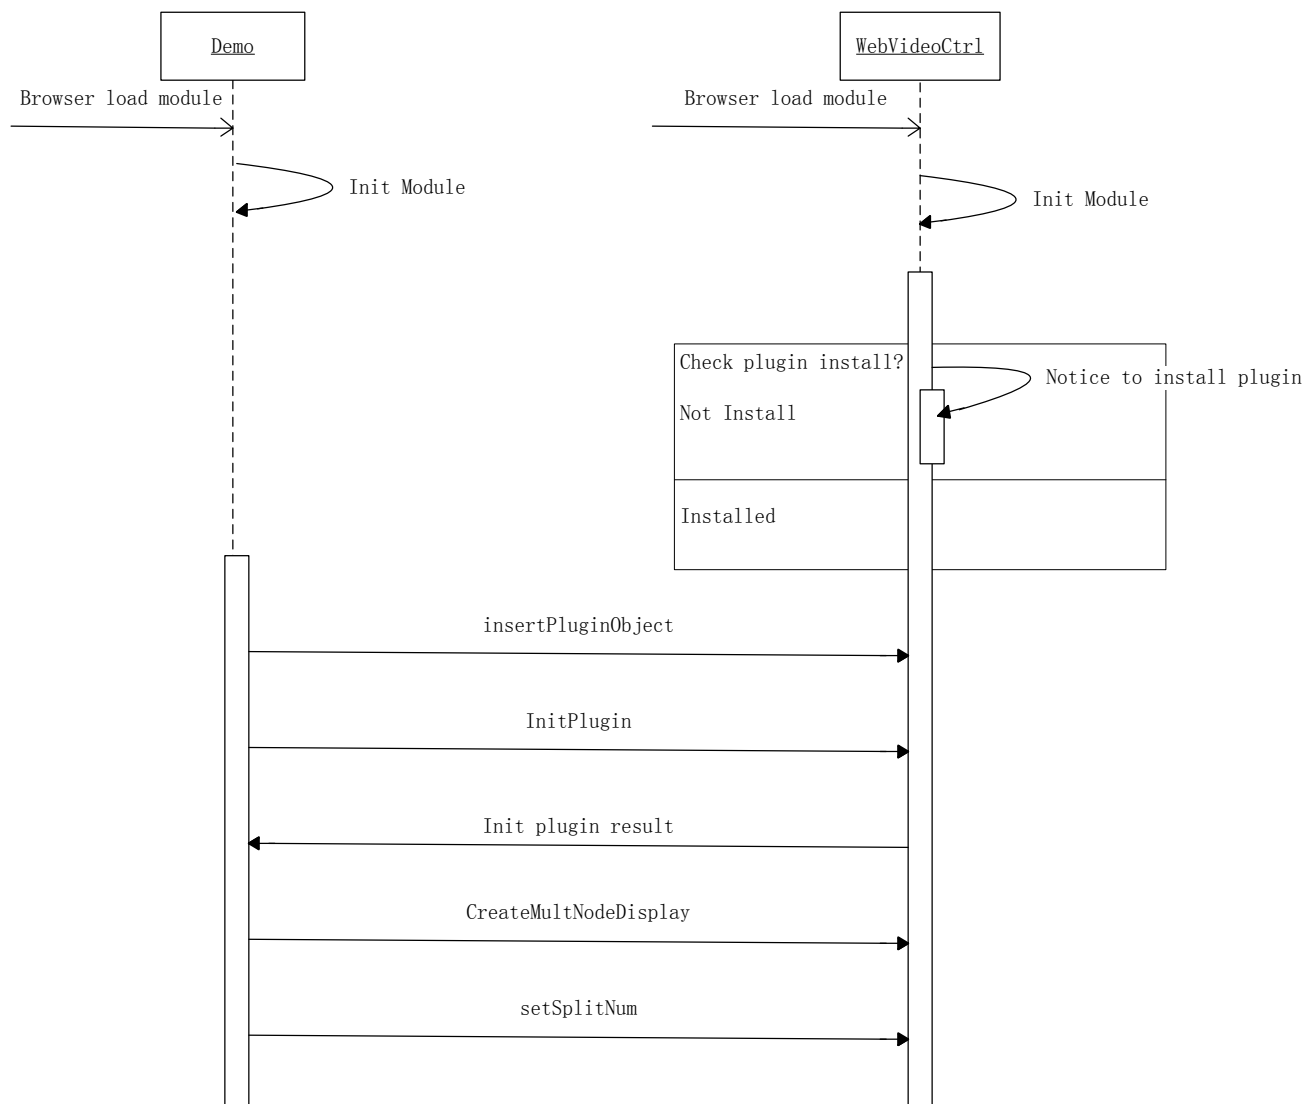 Demo
WebVideoCtrl
Browser load module
Browser load module
Init Module
Init Module
Check plugin install?
Notice to install plugin
Not Install
Installed
insertPluginObject
InitPlugin
Init plugin result
CreateMultNodeDisplay
setSplitNum